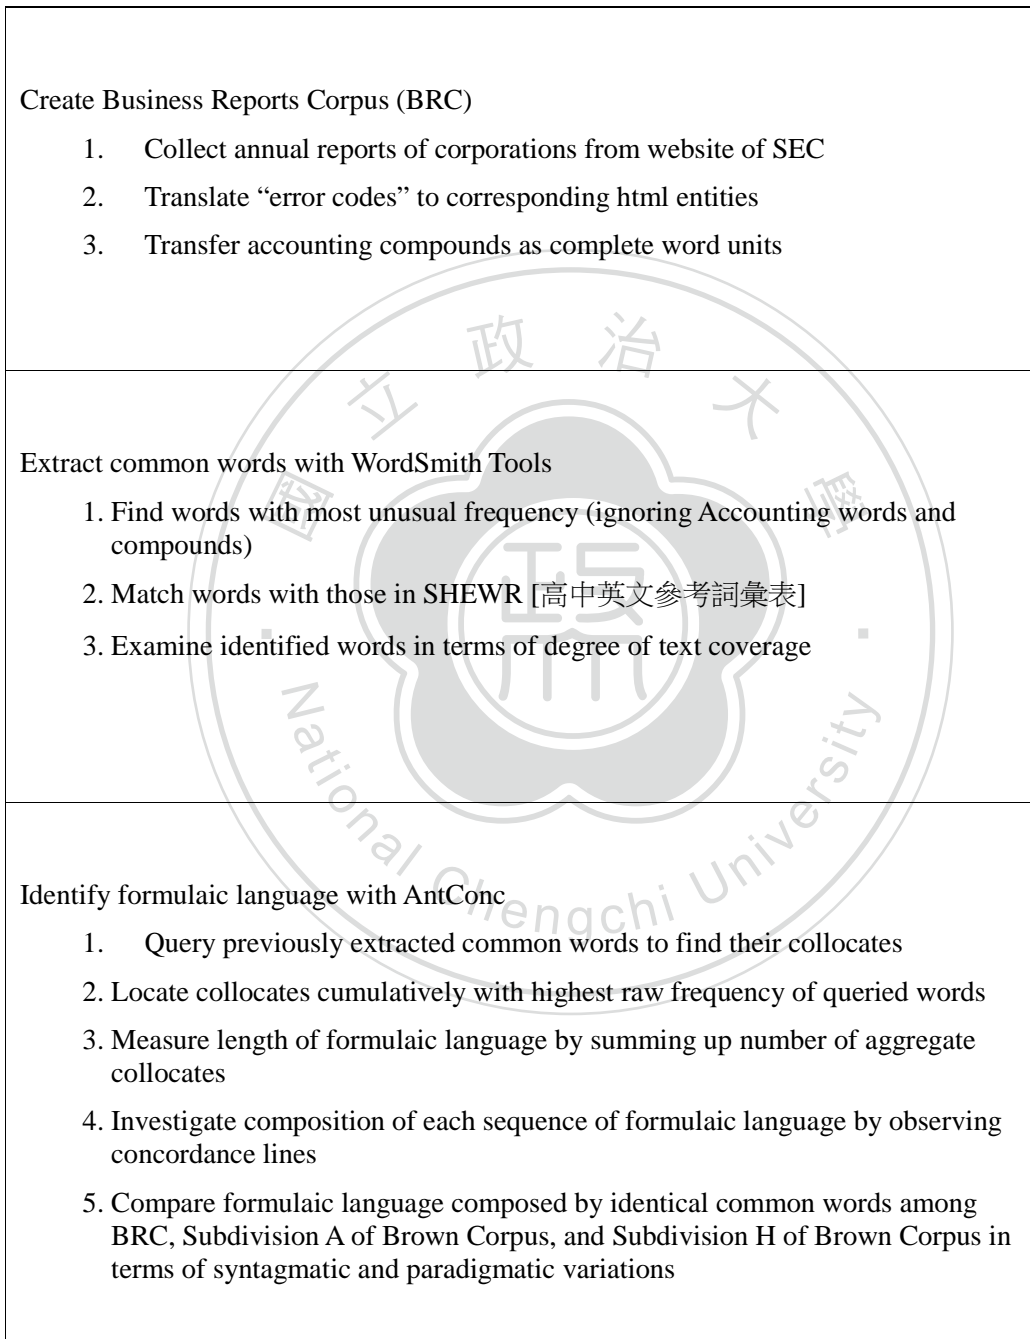 Create Business Reports Corpus (BRC)
1. Collect annual reports of corporations from website of SEC
2. Translate “error codes” to corresponding html entities
3. Transfer accounting compounds as complete word units
國立政治大學
Extract common words with WordSmith Tools
1. Find words with most unusual frequency (ignoring Accounting words and
compounds)
2. Match words with those in SHEWR [高中英文參考詞彙表]
3. Examine identified words in terms of degree of text coverage
National Chengchi University
Identify formulaic language with AntConc
1. Query previously extracted common words to find their collocates
2. Locate collocates cumulatively with highest raw frequency of queried words
3. Measure length of formulaic language by summing up number of aggregate
collocates
4. Investigate composition of each sequence of formulaic language by observing
concordance lines
5. Compare formulaic language composed by identical common words among
BRC, Subdivision A of Brown Corpus, and Subdivision H of Brown Corpus in
terms of syntagmatic and paradigmatic variations